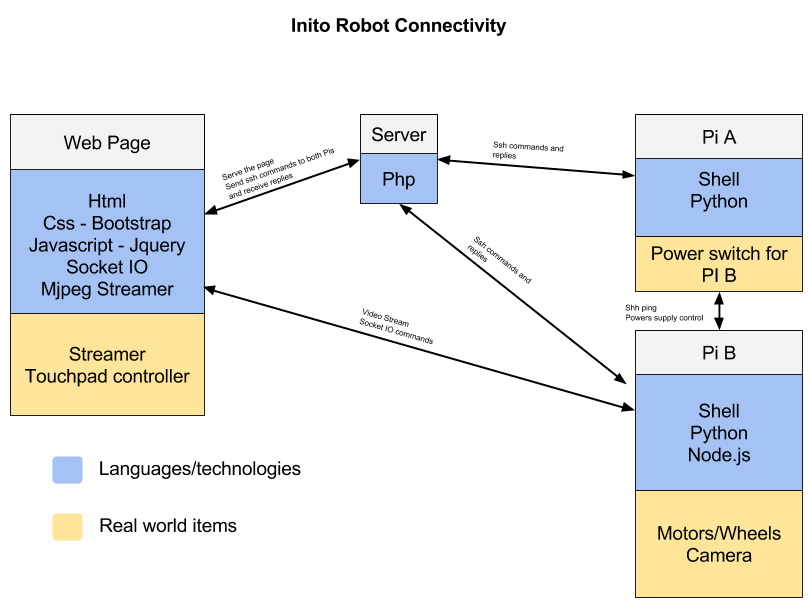 Inito Robot Connectivity
Web Page
Html
Css - Bootstrap
Javascript - Jquery
Socket IO
Mjpeg Streamer
Streamer
Touchpad controller
Serve the page
Send ssh commands to both Pis
and receive replies
Server
Php
Ssh commands and
replies
Pi A
Shell
Python
Power switch for
PI B
Ssh commands and
replies
Video Stream
Socket IO commands
Shh ping
Powers supply control
Pi B
Shell
Python
Node.js
Motors/Wheels
Camera
Languages/technologies
Real world items